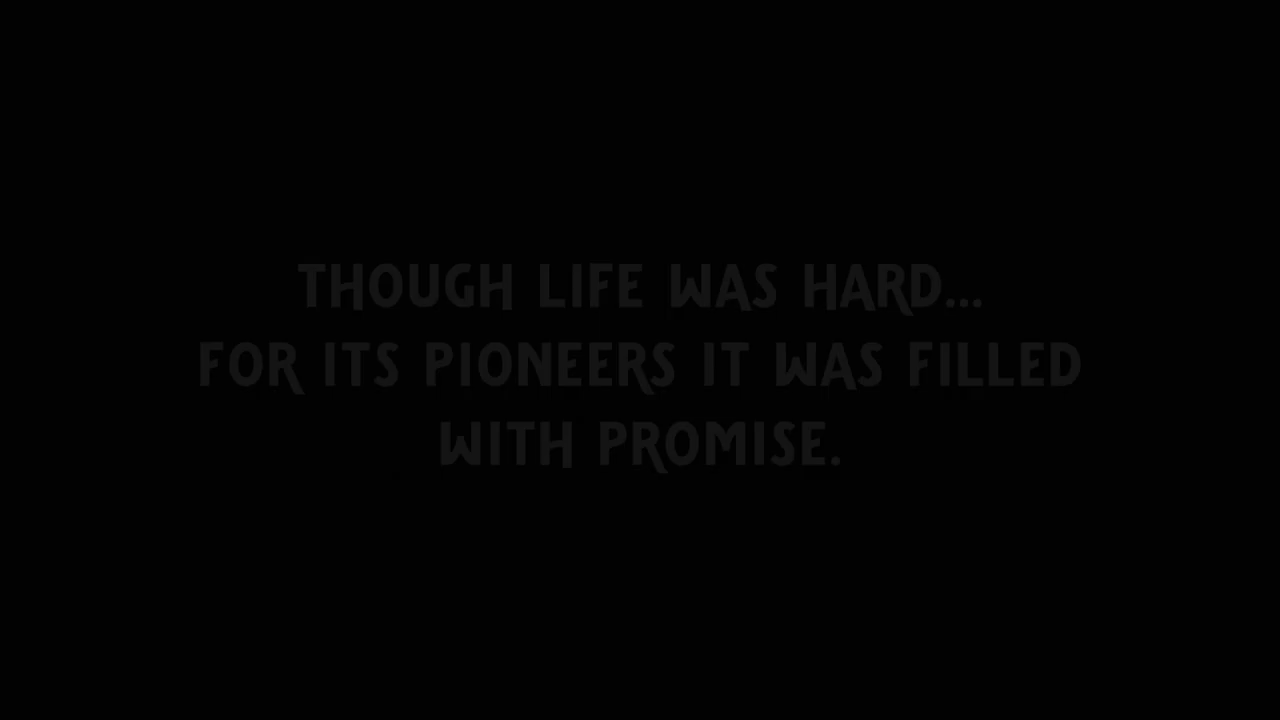 THOUGH LIFE WAS HARD...
FOR ITS PIONEERS IT WAS FILLED
WITH PROMISE.